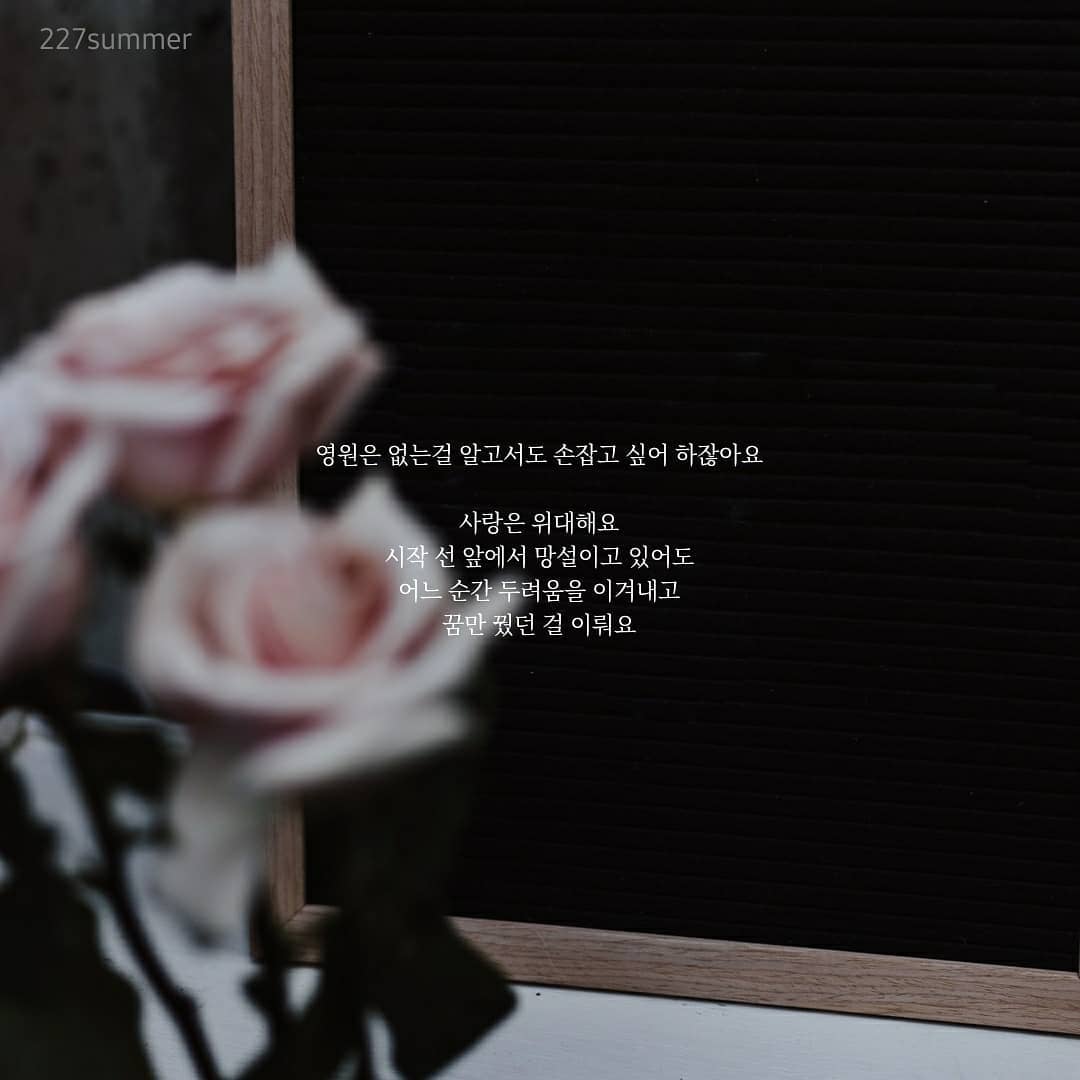 227summer
영원은 없는걸 알고서도 손잡고 싶어 하잖아요
사랑은 위대해요
시작 선 앞에서 망설이고 있어도
어느 순간 두려움을 이겨내고
꿈만 꿨던 걸 이뤄요